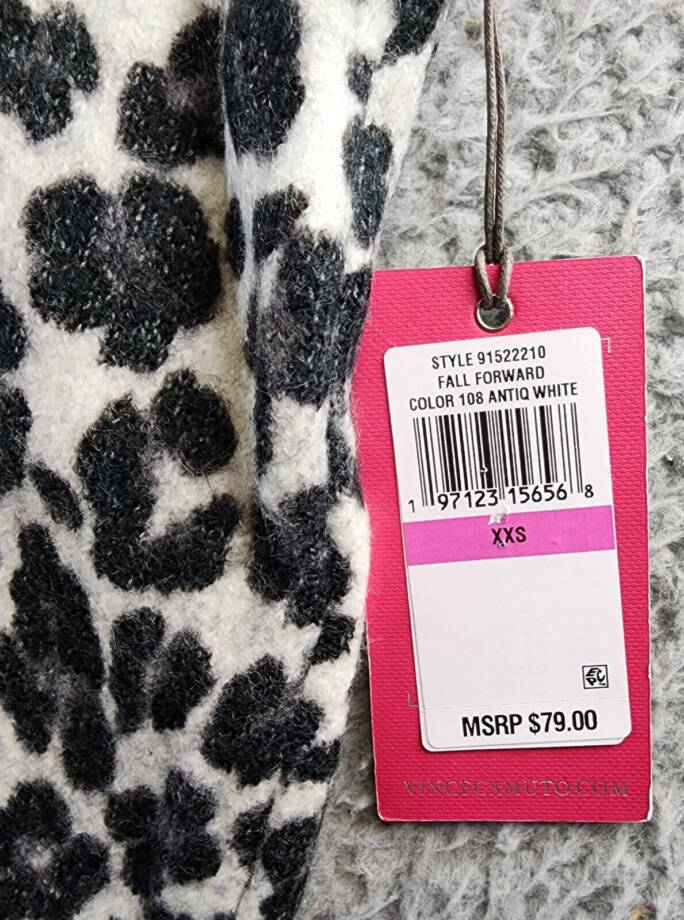 STYLE 91522210
FALL FORWARD
COLOR 108 ANTIQ WHITE
1 97123 15656 8
XXS
MSRP $79.00
VINCECAMUTO.COM